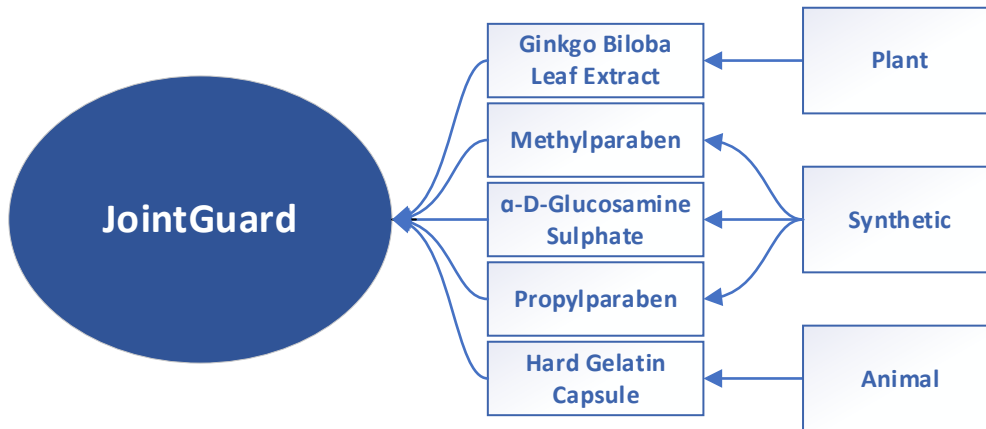 JointGuard
Ginkgo Biloba
Leaf Extract
Methylparaben
α-D-Glucosamine
Sulphate
Propylparaben
Hard Gelatin
Capsule
Plant
Synthetic
Animal